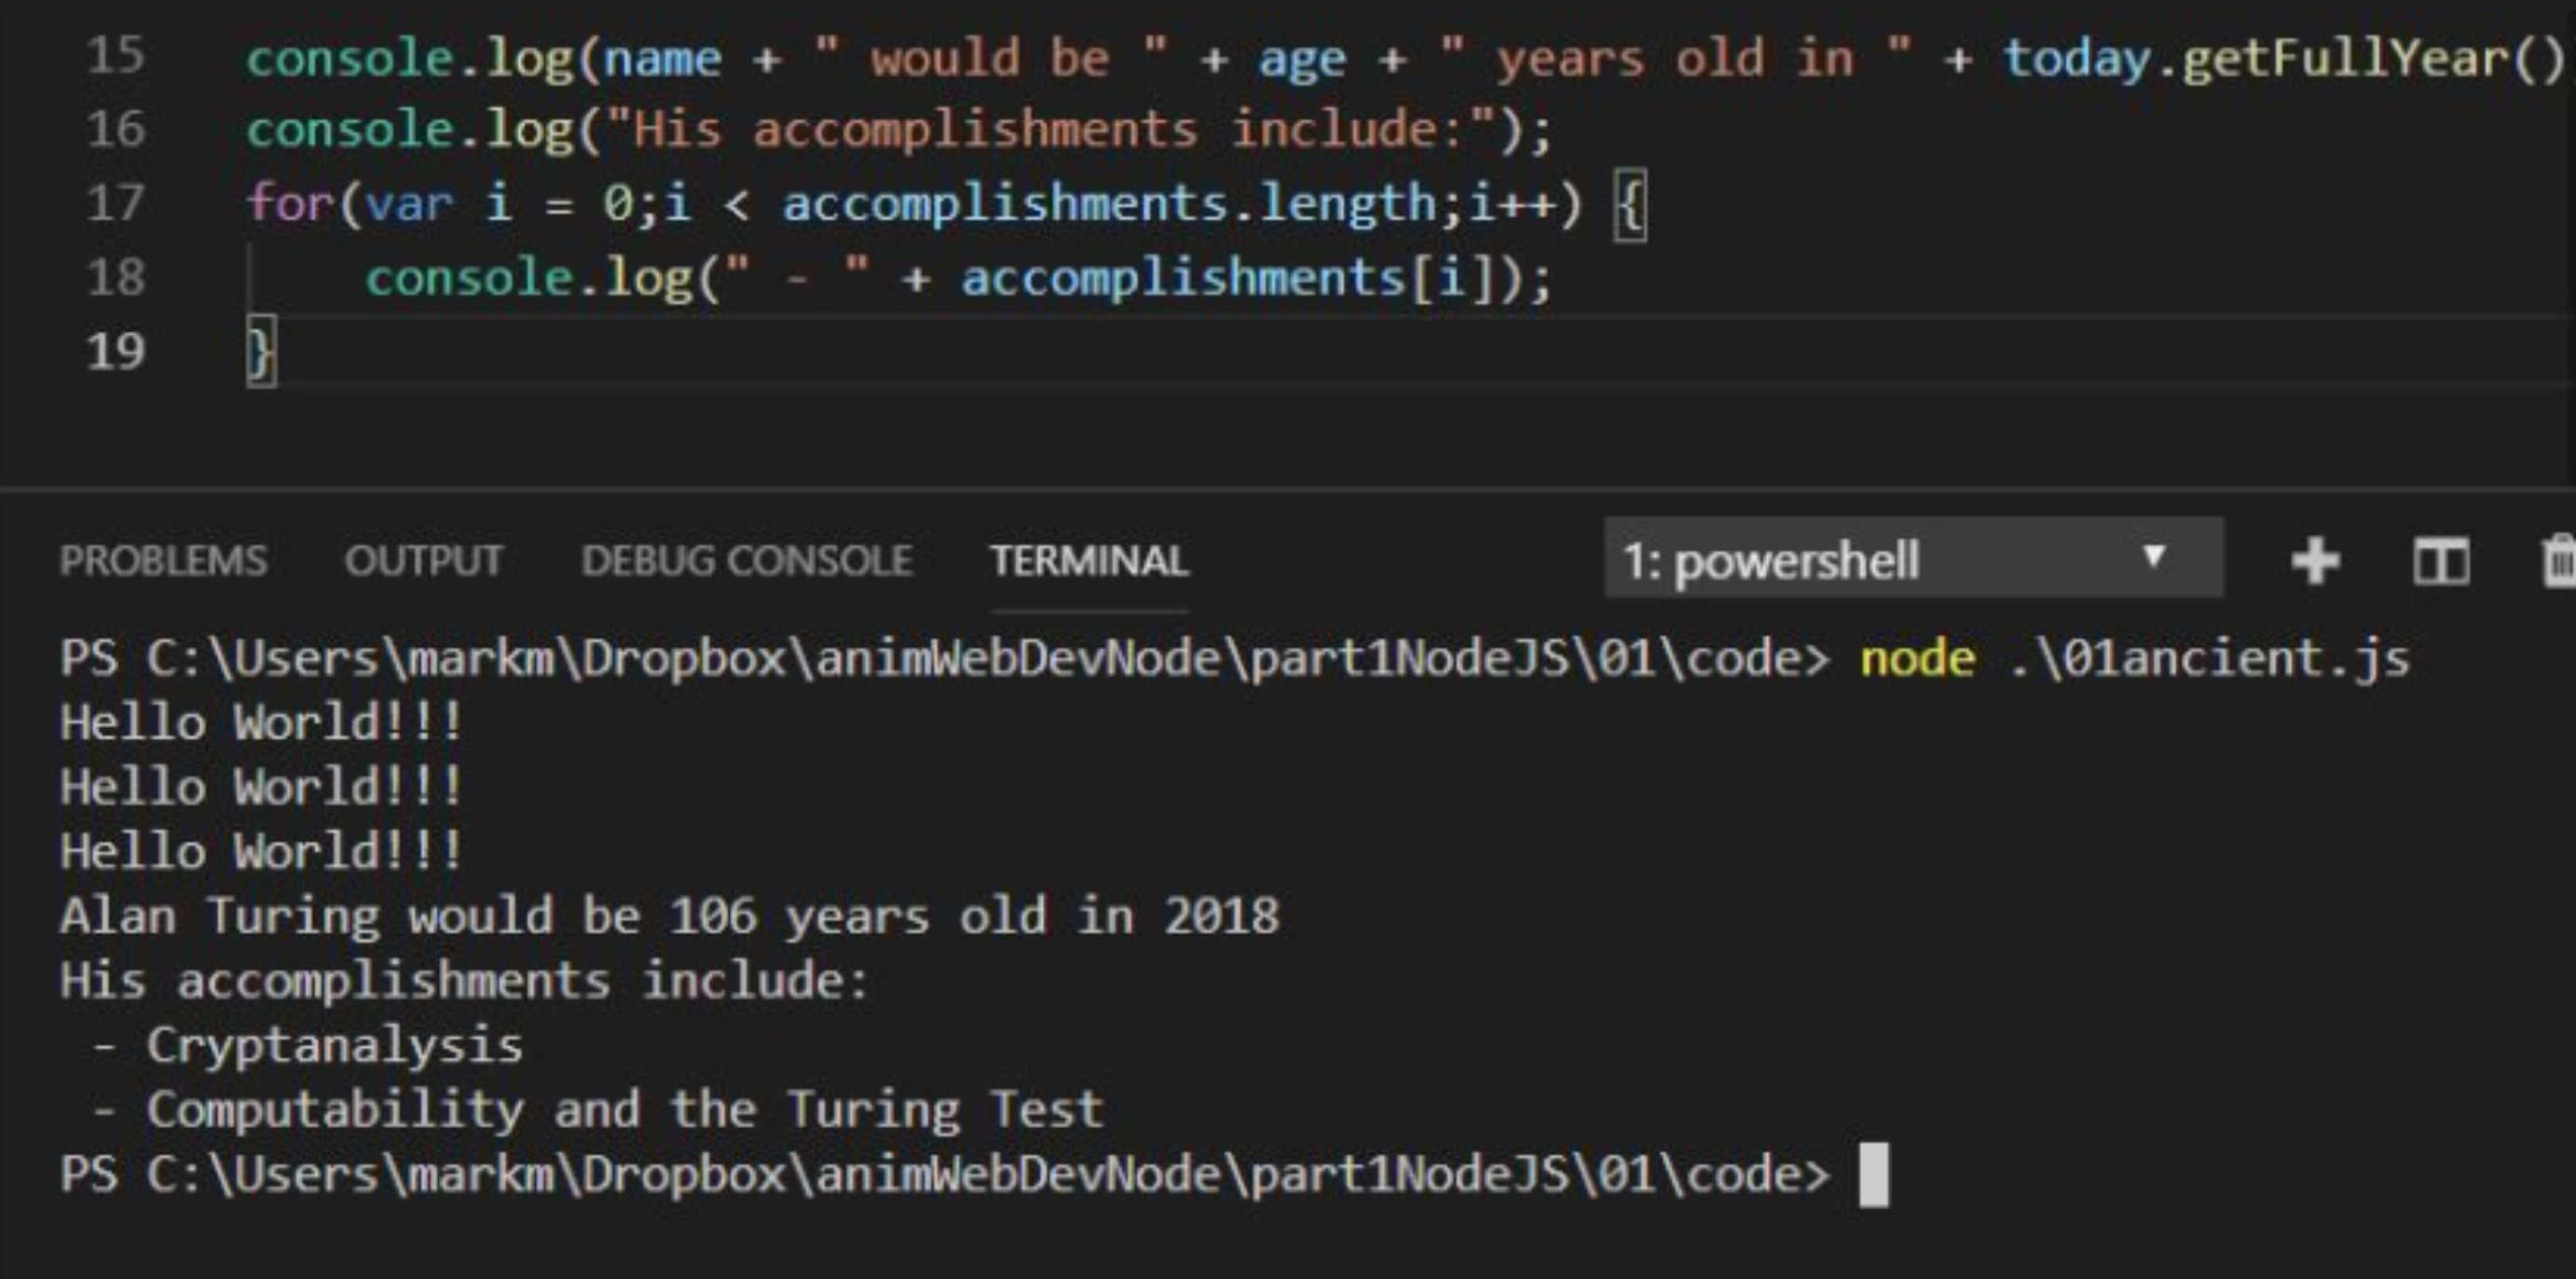 15 console.log(name + " would be " + age + " years old in " + today.getFullYear()
16 console.log("His accomplishments include:");
17 for(var i = 0;i < accomplishments.length;i++) {
18     console.log(" - " + accomplishments[i]);
19 }
PROBLEMS OUTPUT DEBUG CONSOLE TERMINAL 1: powershell
PS C:\Users\markm\Dropbox\animWebDevNode\part1NodeJS\01\code> node .\01ancient.js
Hello World!!!
Hello World!!!
Hello World!!!
Alan Turing would be 106 years old in 2018
His accomplishments include:
 - Cryptanalysis
 - Computability and the Turing Test
PS C:\Users\markm\Dropbox\animWebDevNode\part1NodeJS\01\code>